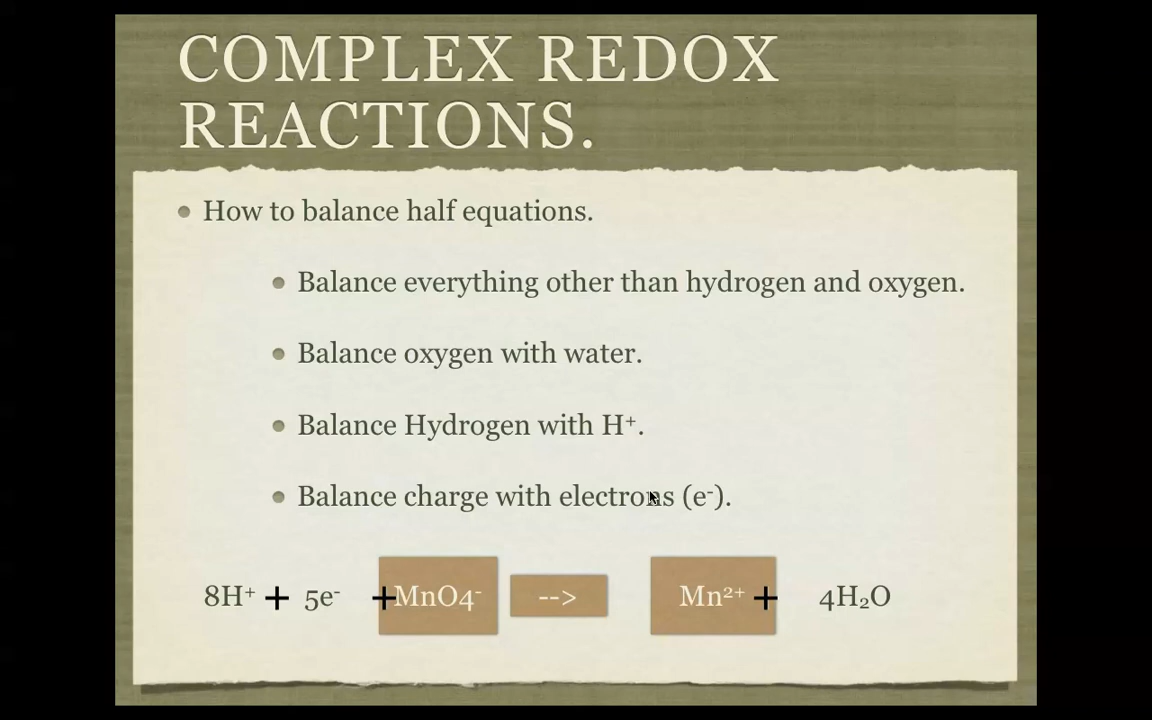 COMPLEX REDOX
REACTIONS.
How to balance half equations.
Balance everything other than hydrogen and oxygen.
Balance oxygen with water.
Balance Hydrogen with H⁺.
Balance charge with electrons (e⁻).
8H⁺ + 5e⁻ + MnO4⁻ --> Mn²⁺ + 4H₂O